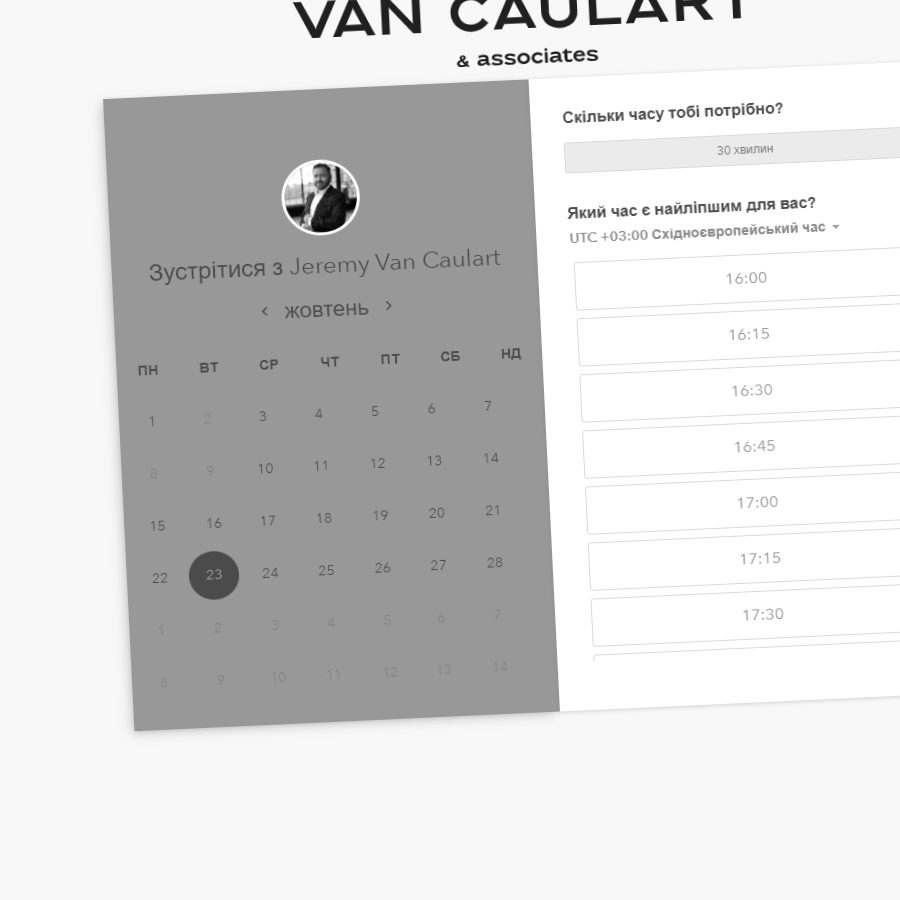 VAN CAULART
& associates
Зустрітися з Jeremy Van Caulart
жовтень
ПН ВТ СР ЧТ ПТ СБ НД
1 2 3 4 5 6 7
8 9 10 11 12 13 14
15 16 17 18 19 20 21
22 23 24 25 26 27 28
1 2 3 4 5 6 7
8 9 10 11 12 13 14
Скільки часу тобі потрібно?
30 хвилин
Який час є найліпшим для вас?
UTC +03:00 Східноєвропейський час
16:00
16:15
16:30
16:45
17:00
17:15
17:30